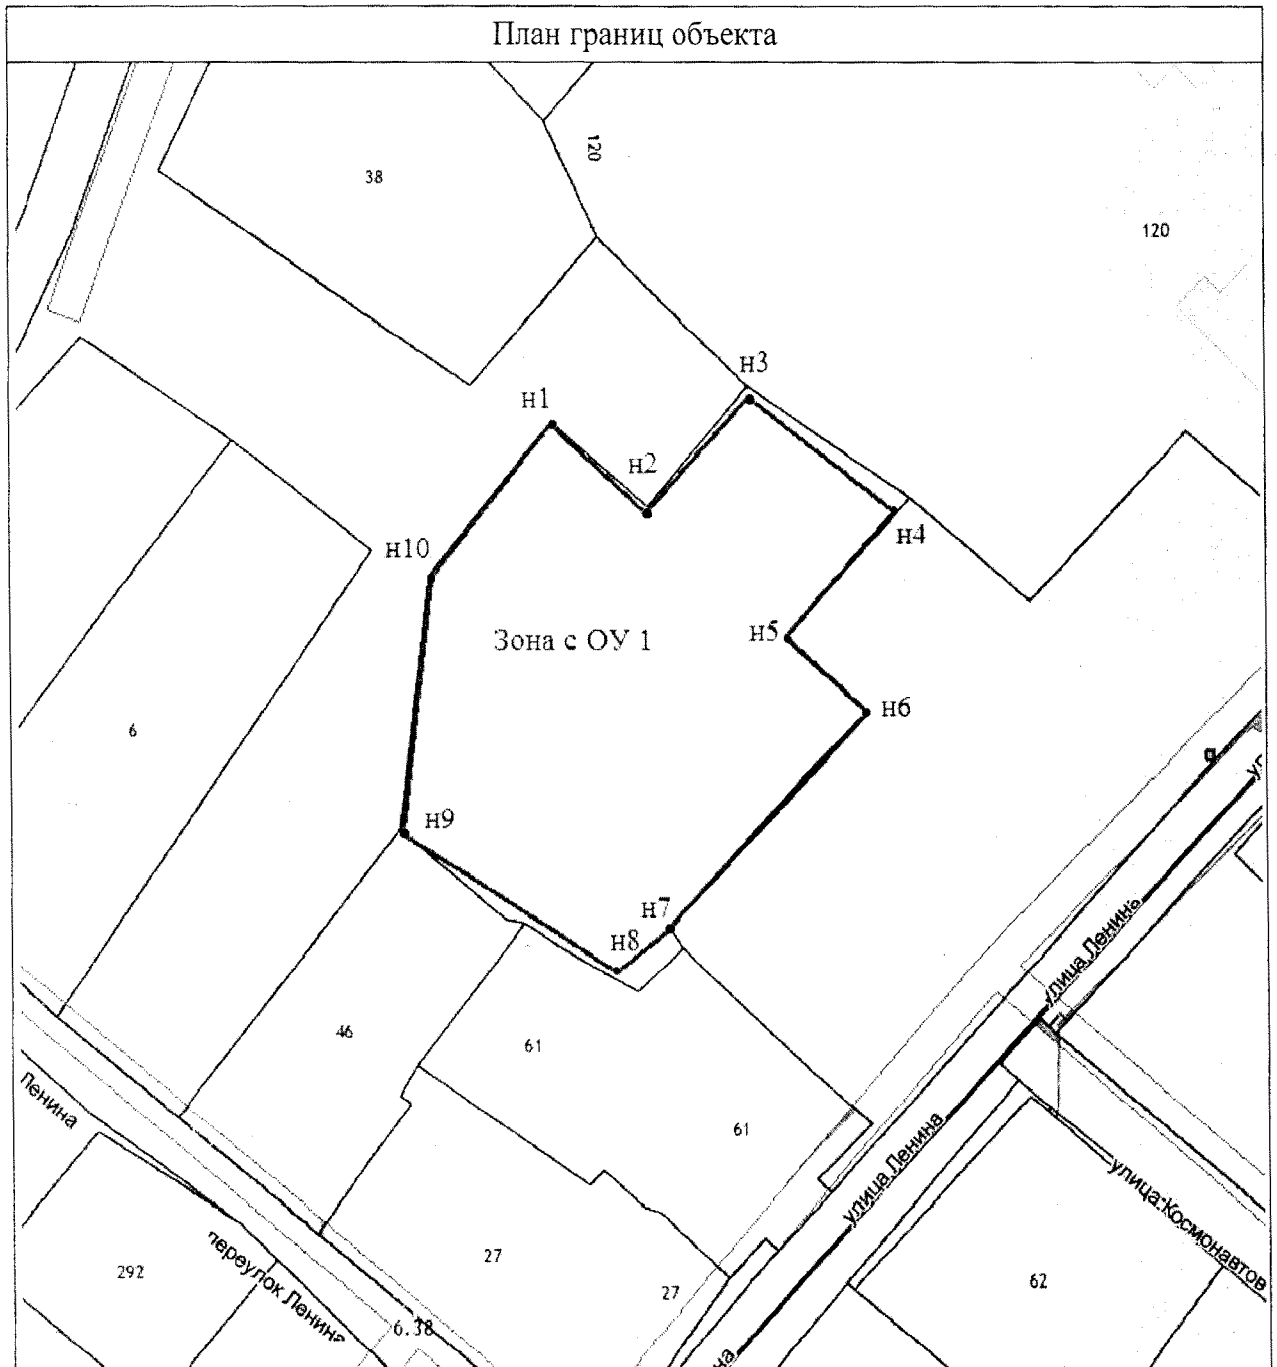 План границ объекта
120
38
120
н3
н1
н2
н4
н10
н5
Зона с ОУ 1
н6
6
н9
н7
н8
улица Ленина
46
61
Ленина
61
улица Ленина
улица Космонавтов
переулок Ленина
292
27
62
27
6.38